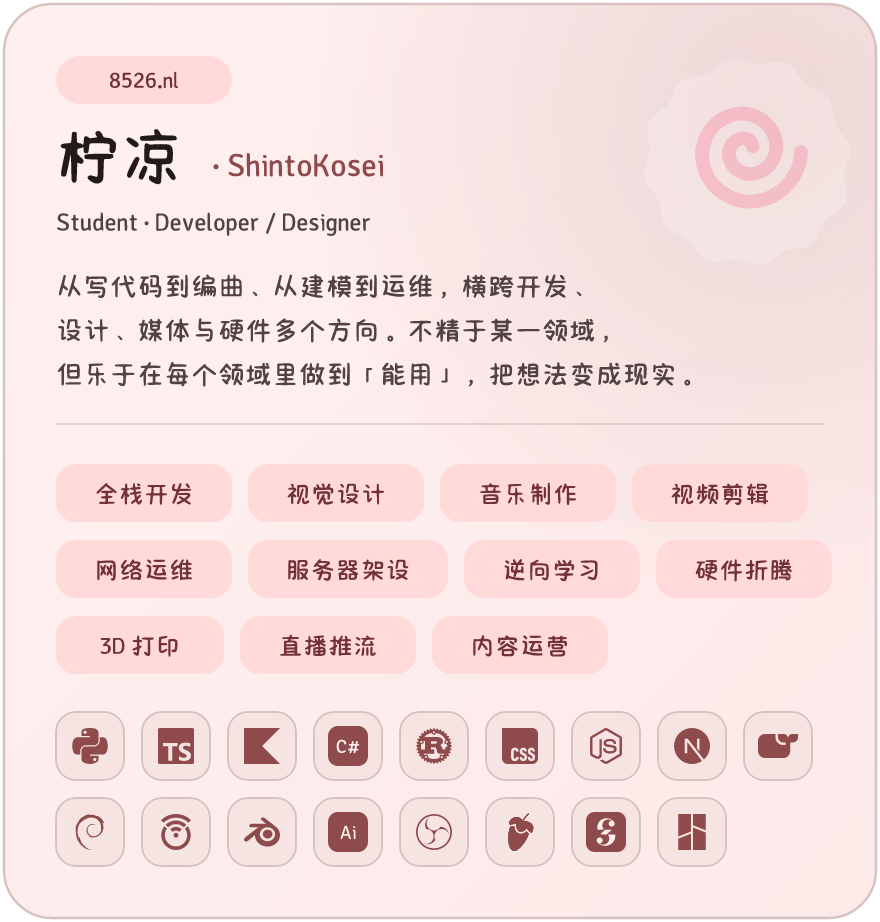 8526.nl
柠凉 · ShintoKosei
Student · Developer / Designer
从写代码到编曲、从建模到运维，横跨开发、
设计、媒体与硬件多个方向。不精于某一领域，
但乐于在每个领域里做到「能用」，把想法变成现实。
全栈开发 视觉设计 音乐制作 视频剪辑
网络运维 服务器架设 逆向学习 硬件折腾
3D 打印 直播推流 内容运营
TS C# R CSS JS N
Ai